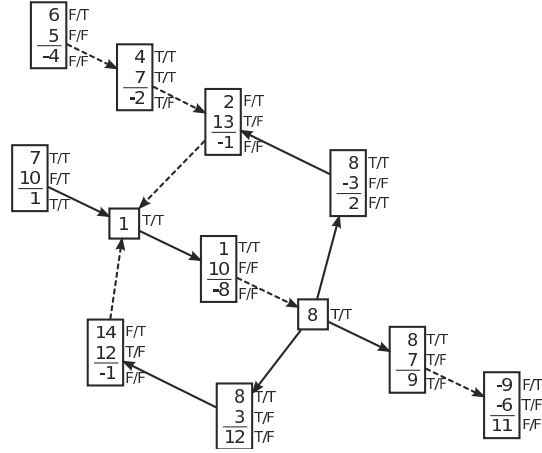 6 F/T
5 F/F
-4 F/F
4 T/T
7 T/T
-2 T/F
2 F/T
13 T/F
-1 F/F
7 T/T
10 F/T
1 T/T
8 T/T
-3 F/F
2 F/T
1 T/T
1 T/T
10 F/F
-8 F/F
8 T/T
14 F/T
12 T/F
-1 F/F
8 T/T
7 T/F
9 T/F
8 T/T
3 T/F
12 T/F
-9 F/T
-6 T/F
11 F/F